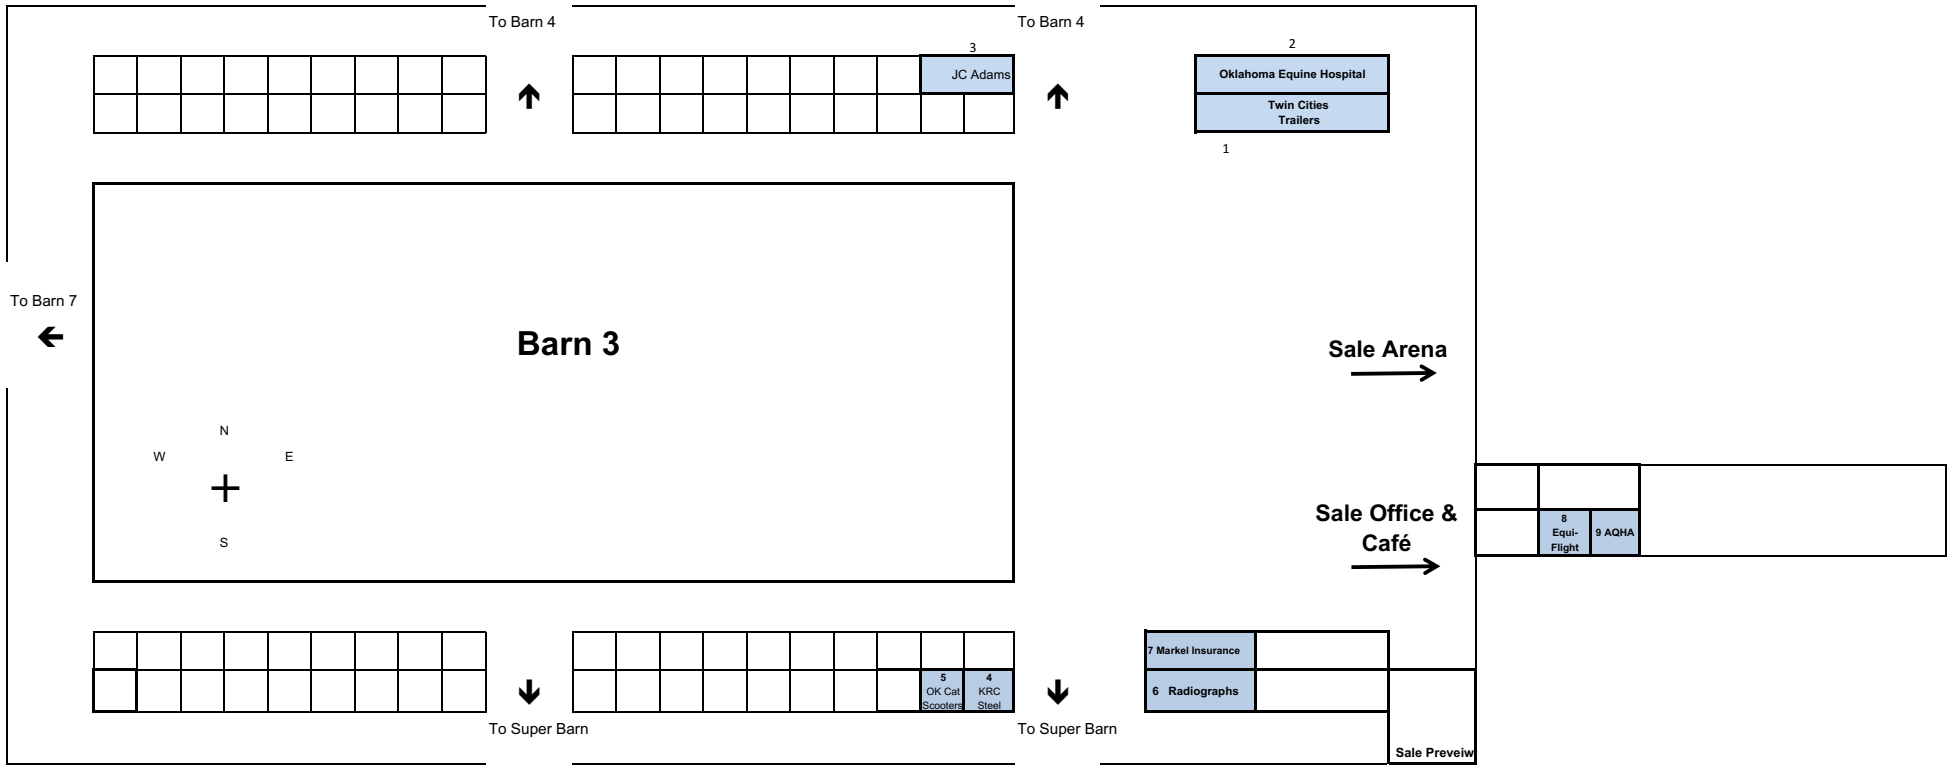 To Barn 4
To Barn 4
3
2
JC Adams
Oklahoma Equine Hospital
Twin Cities
Trailers
1
To Barn 7
Barn 3
Sale Arena
N
W E
S
Sale Office &
Café
8
Equi-
Flight
9 AQHA
7 Markel Insurance
5
OK Cat
Scooters
4
KRC
Steel
6 Radiographs
To Super Barn
To Super Barn
Sale Preveiw